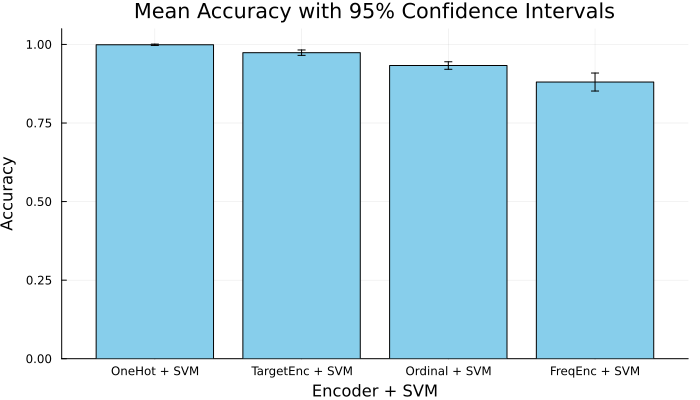 Mean Accuracy with 95% Confidence Intervals
Accuracy
1.00
0.75
0.50
0.25
0.00
OneHot + SVM
TargetEnc + SVM
Ordinal + SVM
FreqEnc + SVM
Encoder + SVM